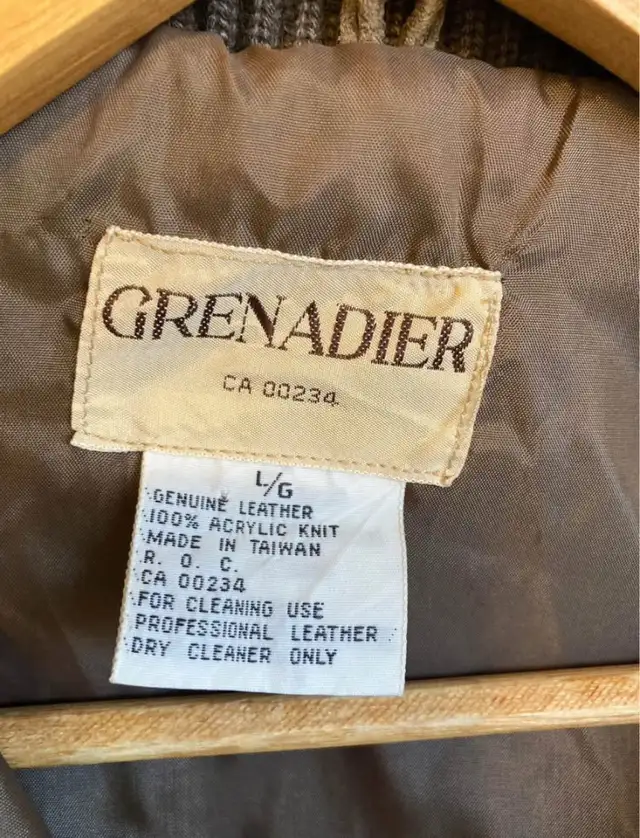 GRENADIER
CA 00234
L/G
GENUINE LEATHER
100% ACRYLIC KNIT
MADE IN TAIWAN
R. O. C.
CA 00234
FOR CLEANING USE
PROFESSIONAL LEATHER
DRY CLEANER ONLY